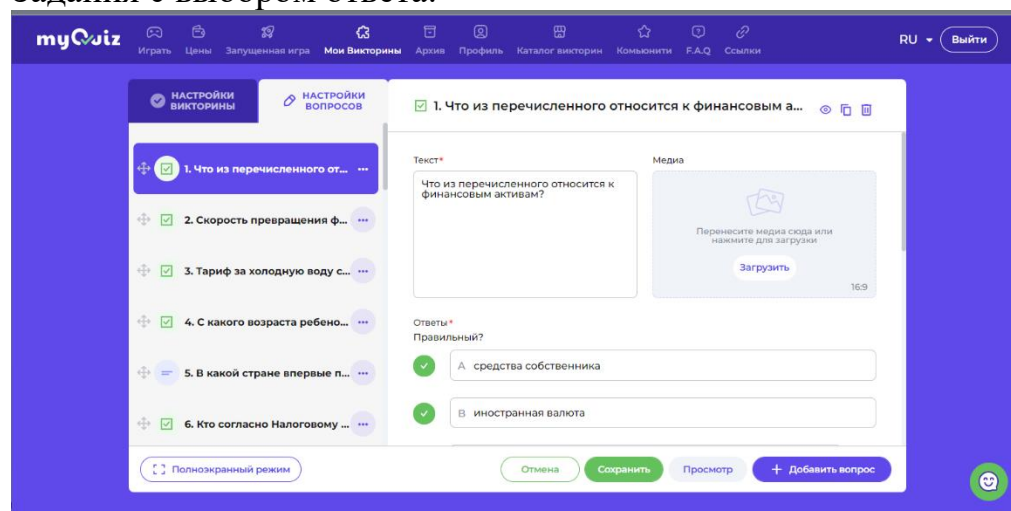 Задания с выбором ответа:
myQuiz
Играть Цены Запущенная игра Мои Викторины Архив Профиль Каталог викторин Комьюнити F.A.Q Ссылки
RU Выйти
НАСТРОЙКИ ВИКТОРИНЫ
НАСТРОЙКИ ВОПРОСОВ
1. Что из перечисленного от...
2. Скорость превращения ф...
3. Тариф за холодную воду с...
4. С какого возраста ребено...
5. В какой стране впервые п...
6. Кто согласно Налоговому ...
Полноэкранный режим
1. Что из перечисленного относится к финансовым а...
Текст*
Что из перечисленного относится к
финансовым активам?
Медиа
Перенесите медиа сюда или
нажмите для загрузки
Загрузить
16:9
Ответы*
Правильный?
A средства собственника
B иностранная валюта
Отмена Сохранить Просмотр + Добавить вопрос